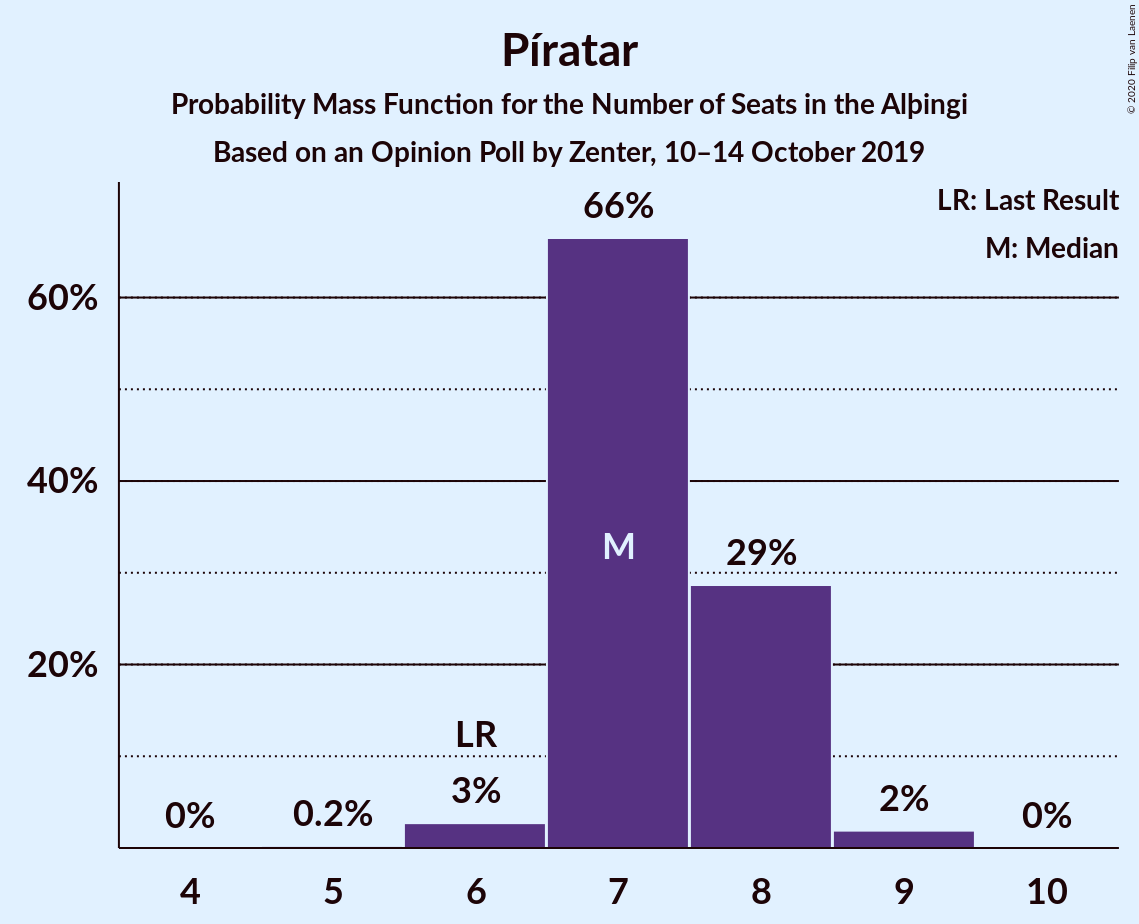 Píratar
Probability Mass Function for the Number of Seats in the Alþingi
Based on an Opinion Poll by Zenter, 10–14 October 2019
© 2020 Filip van Laenen
LR: Last Result
M: Median
66%
60%
40%
M
29%
20%
LR
3%
2%
0%
0.2%
0%
4 5 6 7 8 9 10